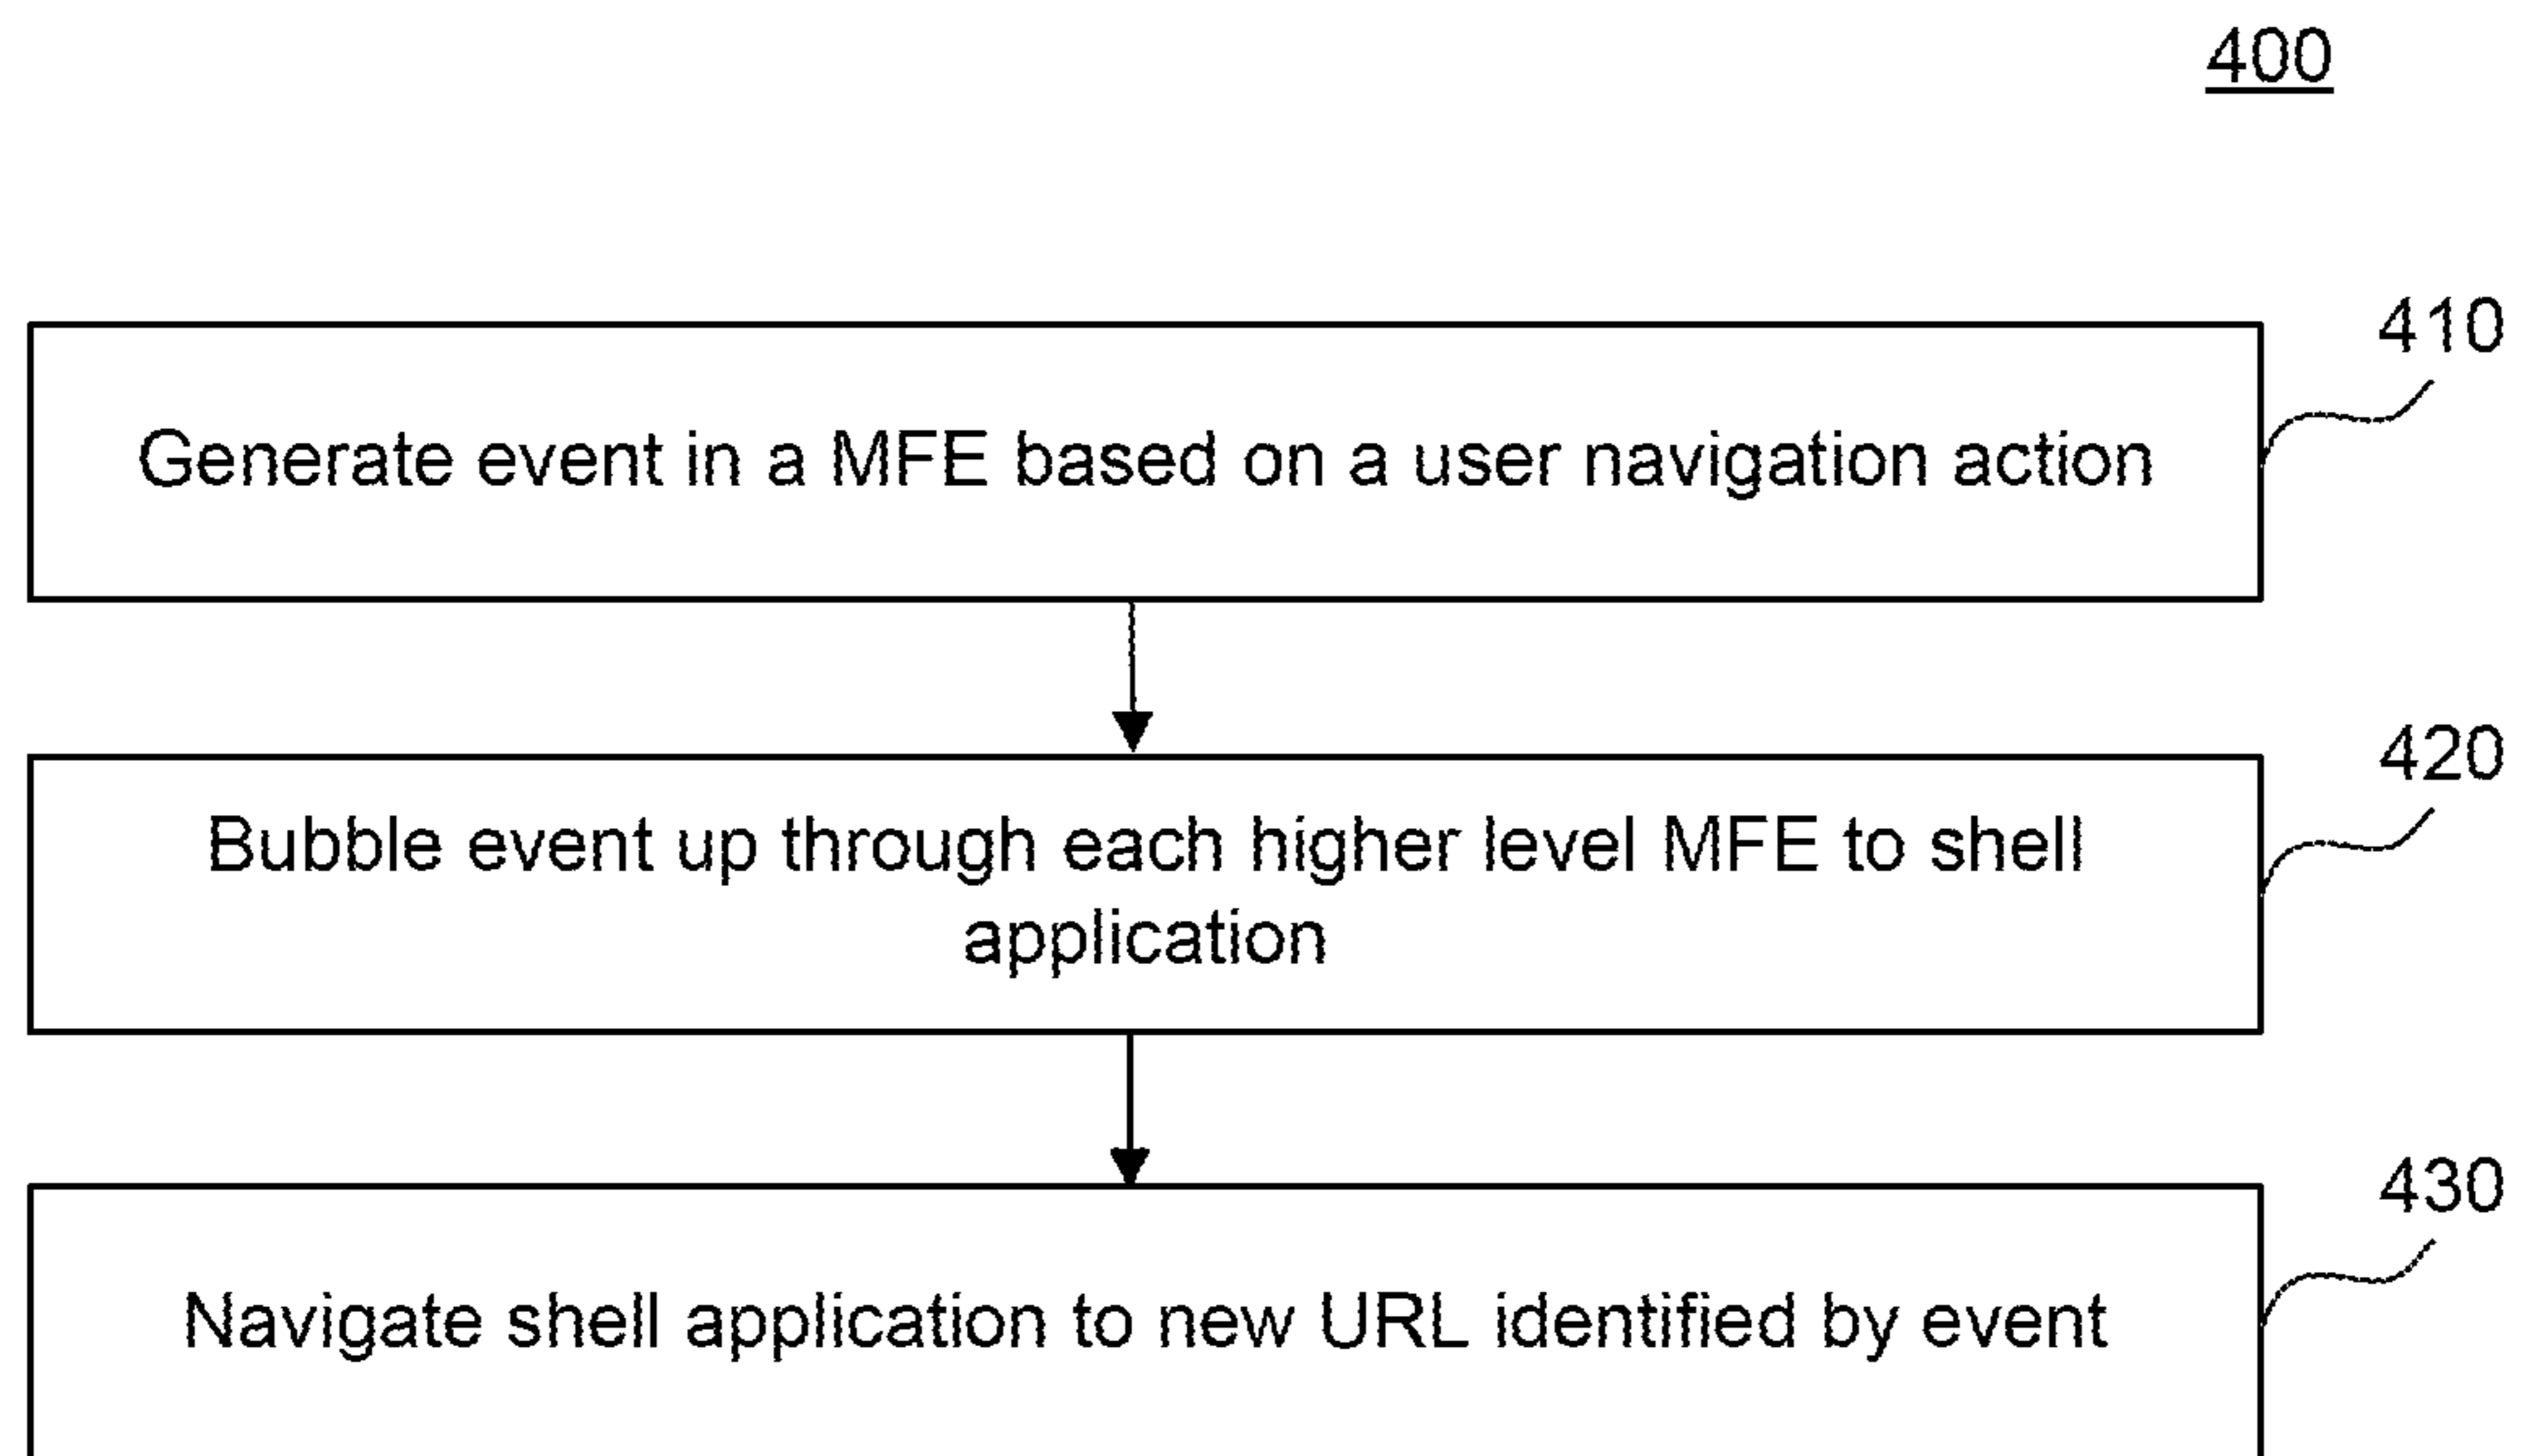 400
410
Generate event in a MFE based on a user navigation action
420
Bubble event up through each higher level MFE to shell
application
430
Navigate shell application to new URL identified by event